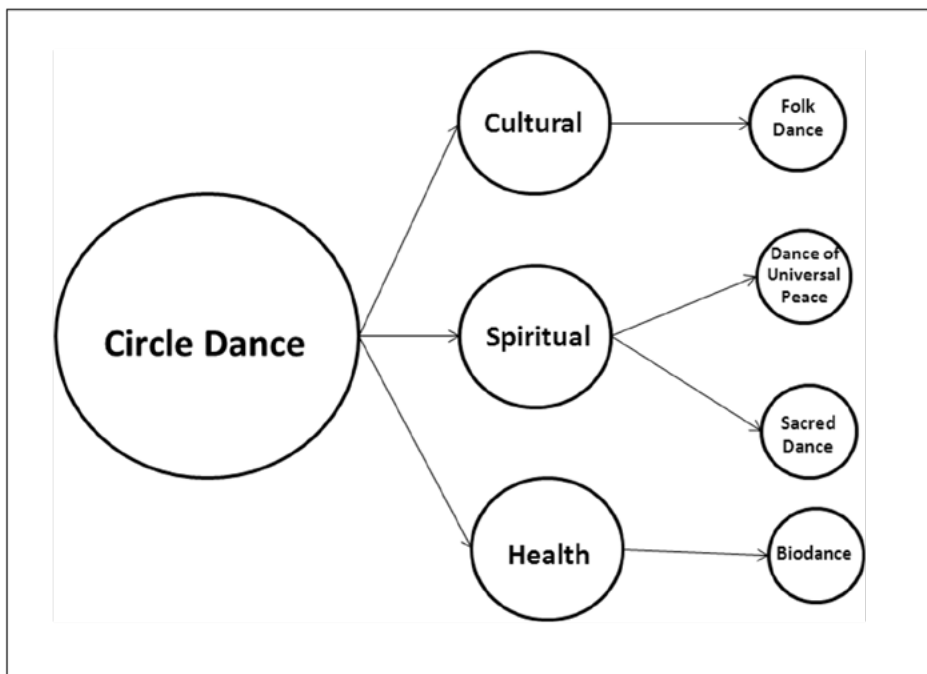 Circle Dance
Cultural
Spiritual
Health
Folk
Dance
Dance of
Universal
Peace
Sacred
Dance
Biodance